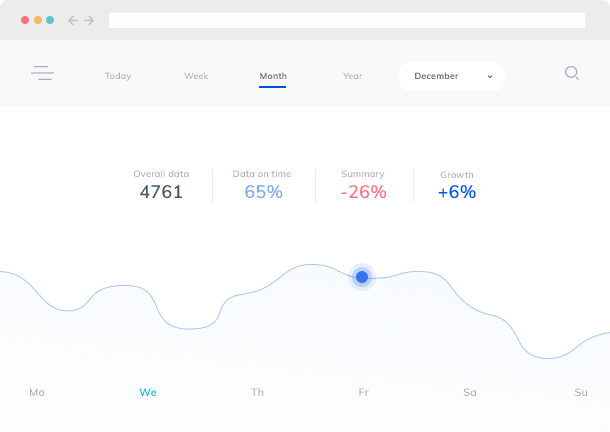 Today Week Month Year December
Overall data Data on time Summary Growth
4761 65% -26% +6%
Mo We Th Fr Sa Su